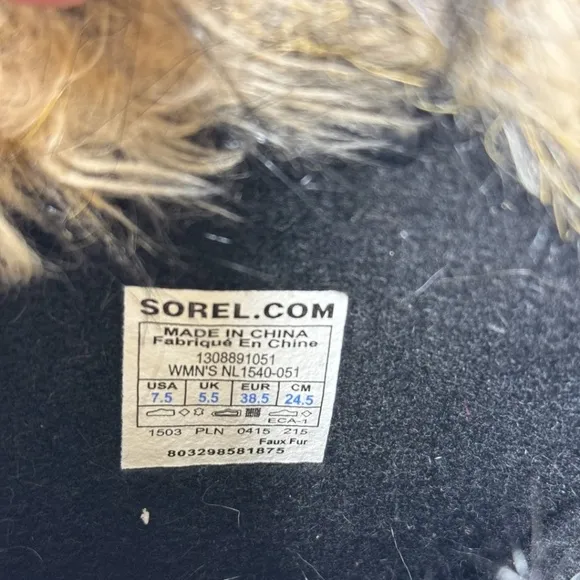 SOREL.COM
MADE IN CHINA
Fabriqué En Chine
1308891051
WMN'S NL1540-051
USA UK EUR CM
7.5 5.5 38.5 24.5
ECA-1
1503 PLN 0415 215
Faux Fur
803298581875